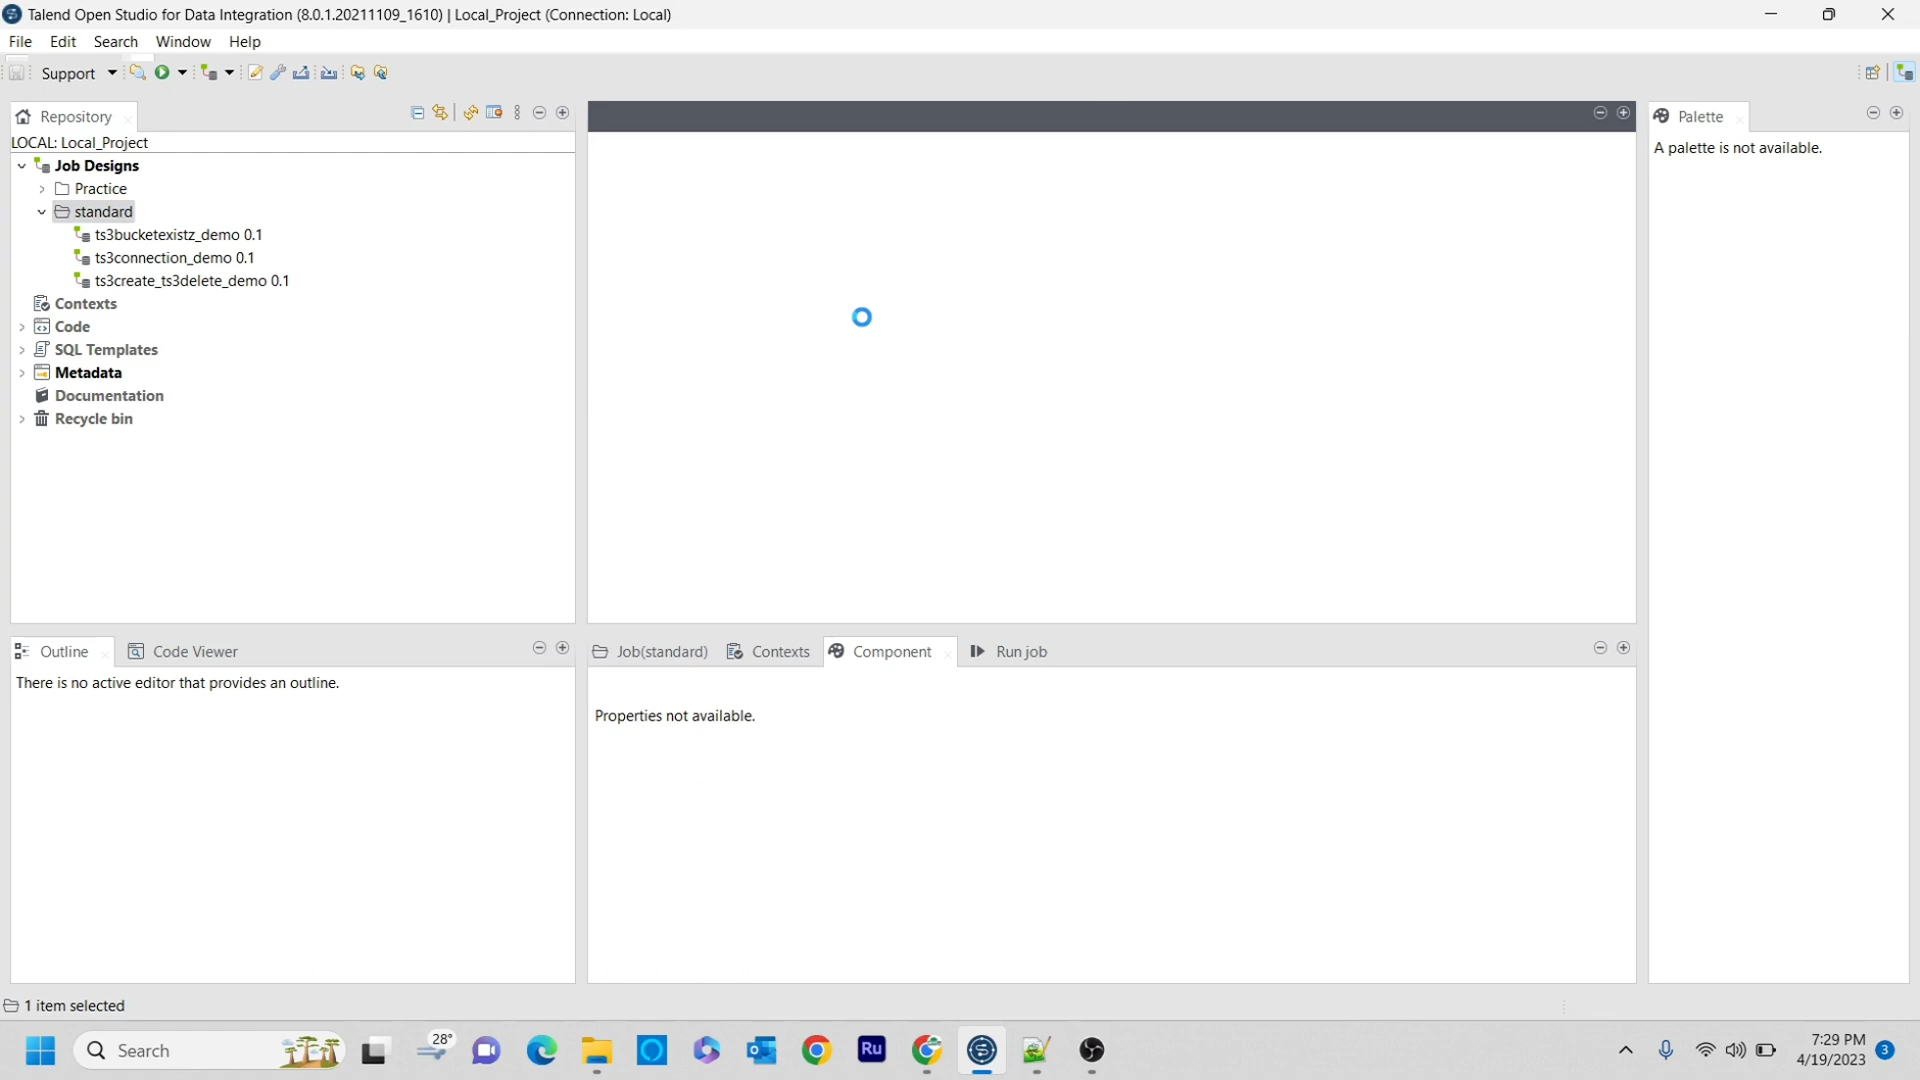 Talend Open Studio for Data Integration (8.0.1.20211109_1610) | Local_Project (Connection: Local)
File Edit Search Window Help
Support
Repository
LOCAL: Local_Project
Job Designs
Practice
standard
ts3bucketexistz_demo 0.1
ts3connection_demo 0.1
ts3create_ts3delete_demo 0.1
Contexts
Code
SQL Templates
Metadata
Documentation
Recycle bin
Palette
A palette is not available.
Outline Code Viewer
There is no active editor that provides an outline.
Job(standard) Contexts Component Run job
Properties not available.
1 item selected
Search
28°
Ru
7:29 PM
4/19/2023
3